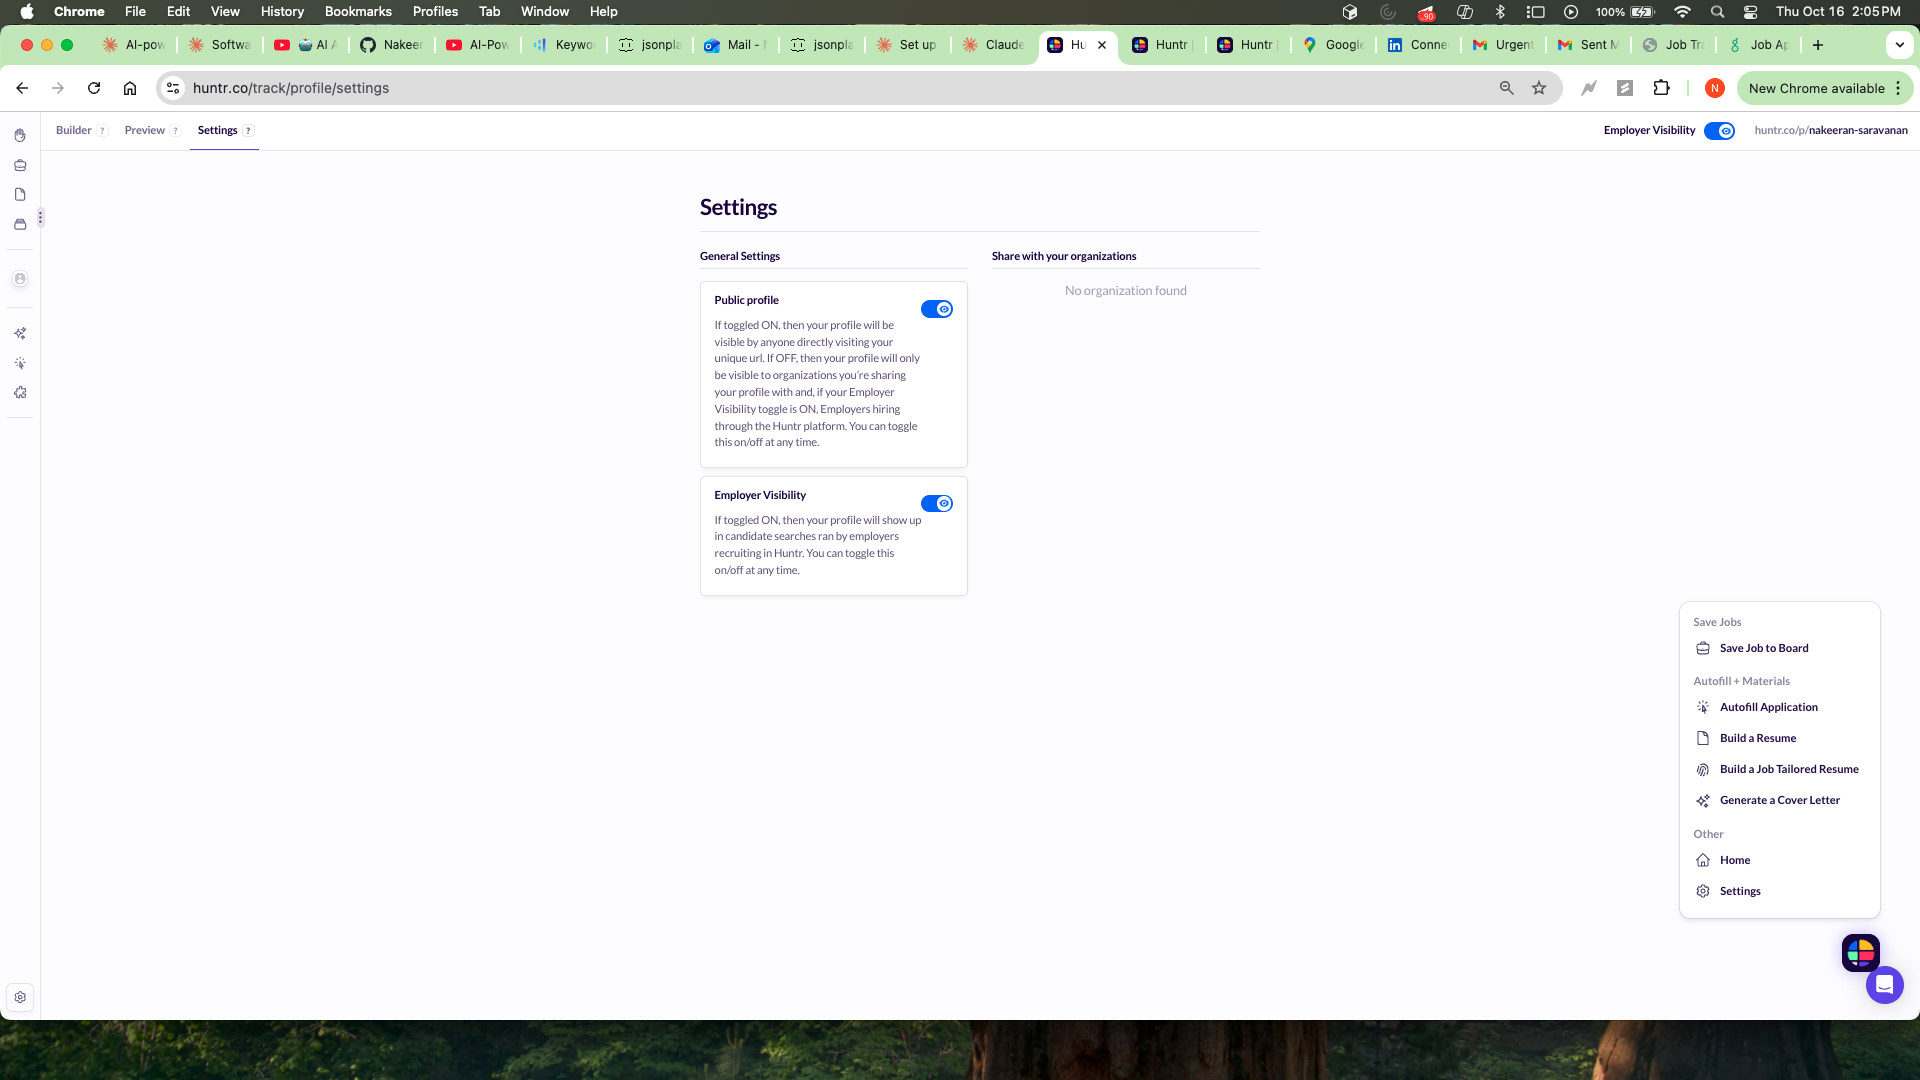 Chrome File Edit View History Bookmarks Profiles Tab Window Help
90 100% Thu Oct 16 2:05 PM
AI-pow Softwa AI A Nakeer AI-Pow Keywo jsonpla Mail - jsonpla Set up Claude Hu Huntr Huntr Google Conne Urgent Sent M Job Tra Job Ap
huntr.co/track/profile/settings
N New Chrome available
Builder ? Preview ? Settings ?
Employer Visibility huntr.co/p/nakeeran-saravanan
Settings
General Settings
Public profile
If toggled ON, then your profile will be
visible by anyone directly visiting your
unique url. If OFF, then your profile will only
be visible to organizations you’re sharing
your profile with and, if your Employer
Visibility toggle is ON, Employers hiring
through the Huntr platform. You can toggle
this on/off at any time.
Employer Visibility
If toggled ON, then your profile will show up
in candidate searches ran by employers
recruiting in Huntr. You can toggle this
on/off at any time.
Share with your organizations
No organization found
Save Jobs
Save Job to Board
Autofill + Materials
Autofill Application
Build a Resume
Build a Job Tailored Resume
Generate a Cover Letter
Other
Home
Settings